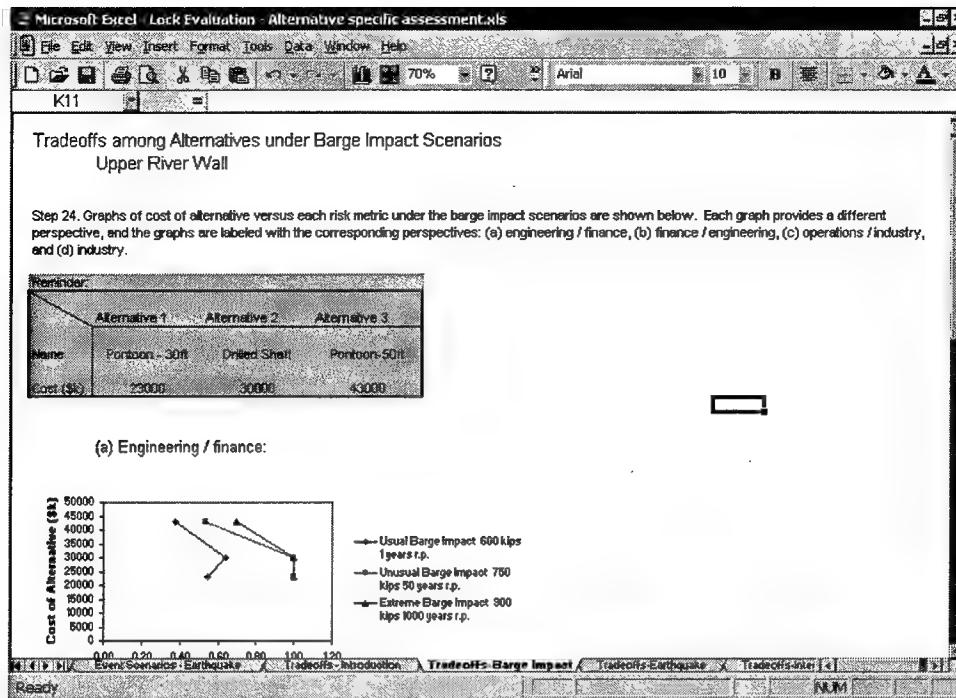 Microsoft Excel - Lock Evaluation - Alternative specific assessment.xls
File Edit View Insert Format Tools Data Window Help
70% Arial 10 B A
K11 =
Tradeoffs among Alternatives under Barge Impact Scenarios
Upper River Wall
Step 24. Graphs of cost of alternative versus each risk metric under the barge impact scenarios are shown below. Each graph provides a different
perspective, and the graphs are labeled with the corresponding perspectives: (a) engineering / finance, (b) finance / engineering, (c) operations / industry,
and (d) industry.
Reminder:
Alternative 1 Alternative 2 Alternative 3
Name Pontoon - 30ft Drilled Shaft Pontoon-50ft
Cost ($k) 23000 30000 43000
(a) Engineering / finance:
Cost of Alternative ($k)
50000
45000
40000
35000
30000
25000
20000
15000
10000
5000
0
0.00 0.20 0.40 0.60 0.80 1.00 1.20
Usual Barge Impact 600 kips
1 years r.p.
Unusual Barge Impact 750
kips 50 years r.p.
Extreme Barge Impact 900
kips 1000 years r.p.
Event Scenarios - Earthquake Tradeoffs - Introduction Tradeoffs-Barge Impact Tradeoffs-Earthquake Tradeoffs-Inter
Ready NUM